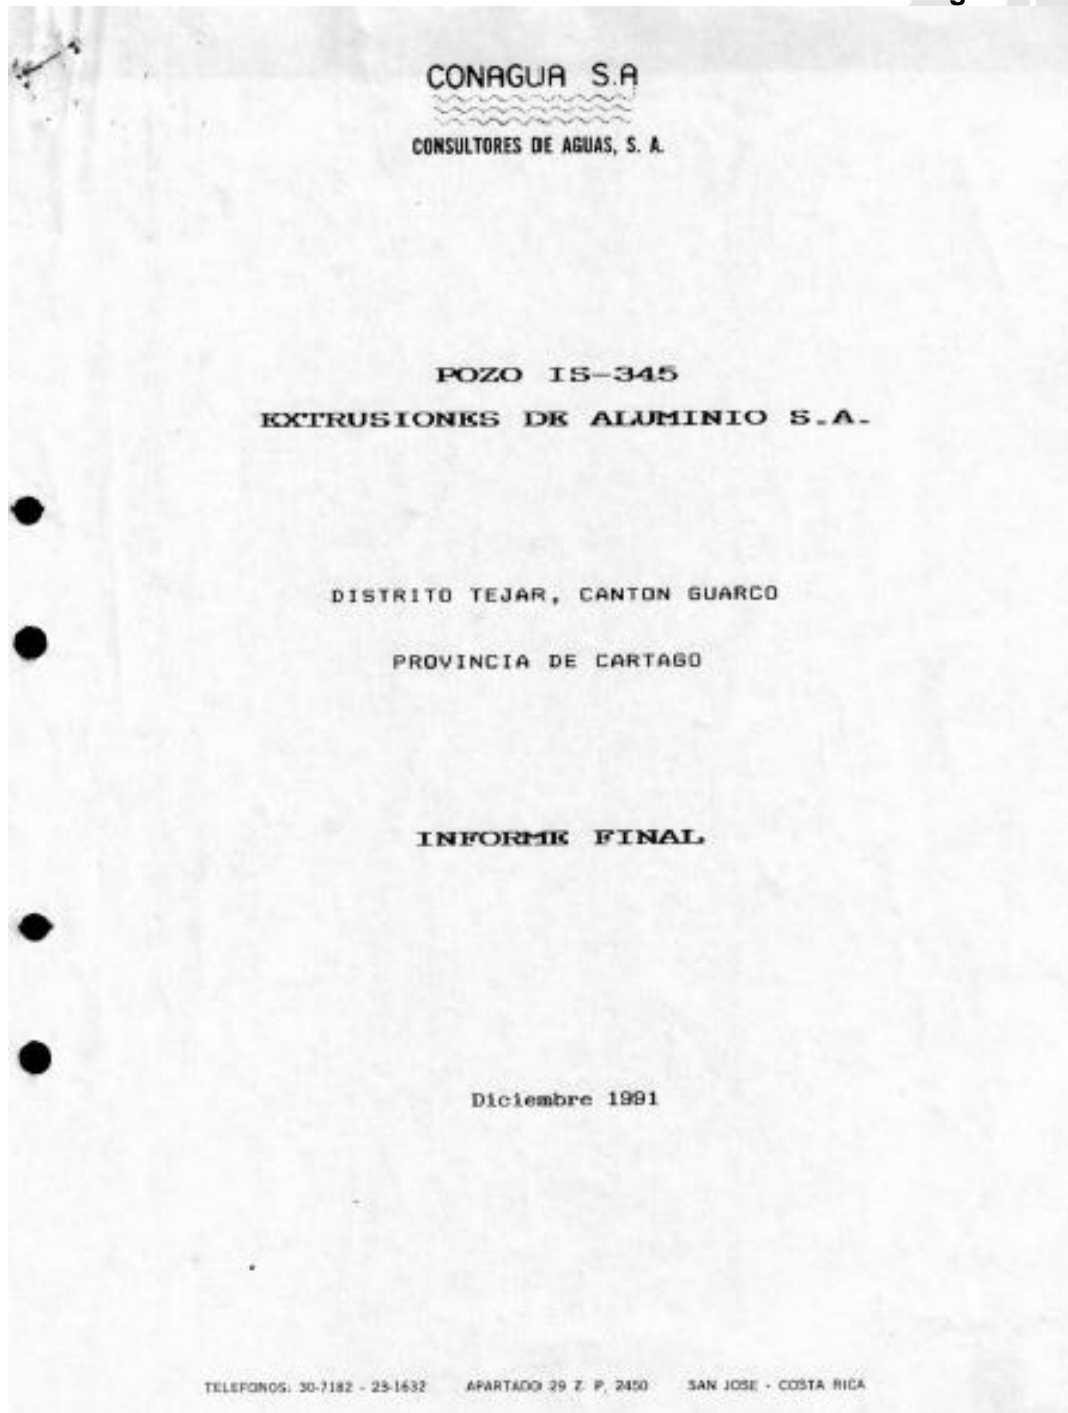 CONAGUA S.A
CONSULTORES DE AGUAS, S. A.
POZO IS-345
EXTRUSIONES DE ALUMINIO S.A.
DISTRITO TEJAR, CANTON GUARCO
PROVINCIA DE CARTAGO
INFORME FINAL
Diciembre 1991
TELEFONOS: 30-7182 - 23-1632 APARTADO 29 Z. P. 2450 SAN JOSE - COSTA RICA